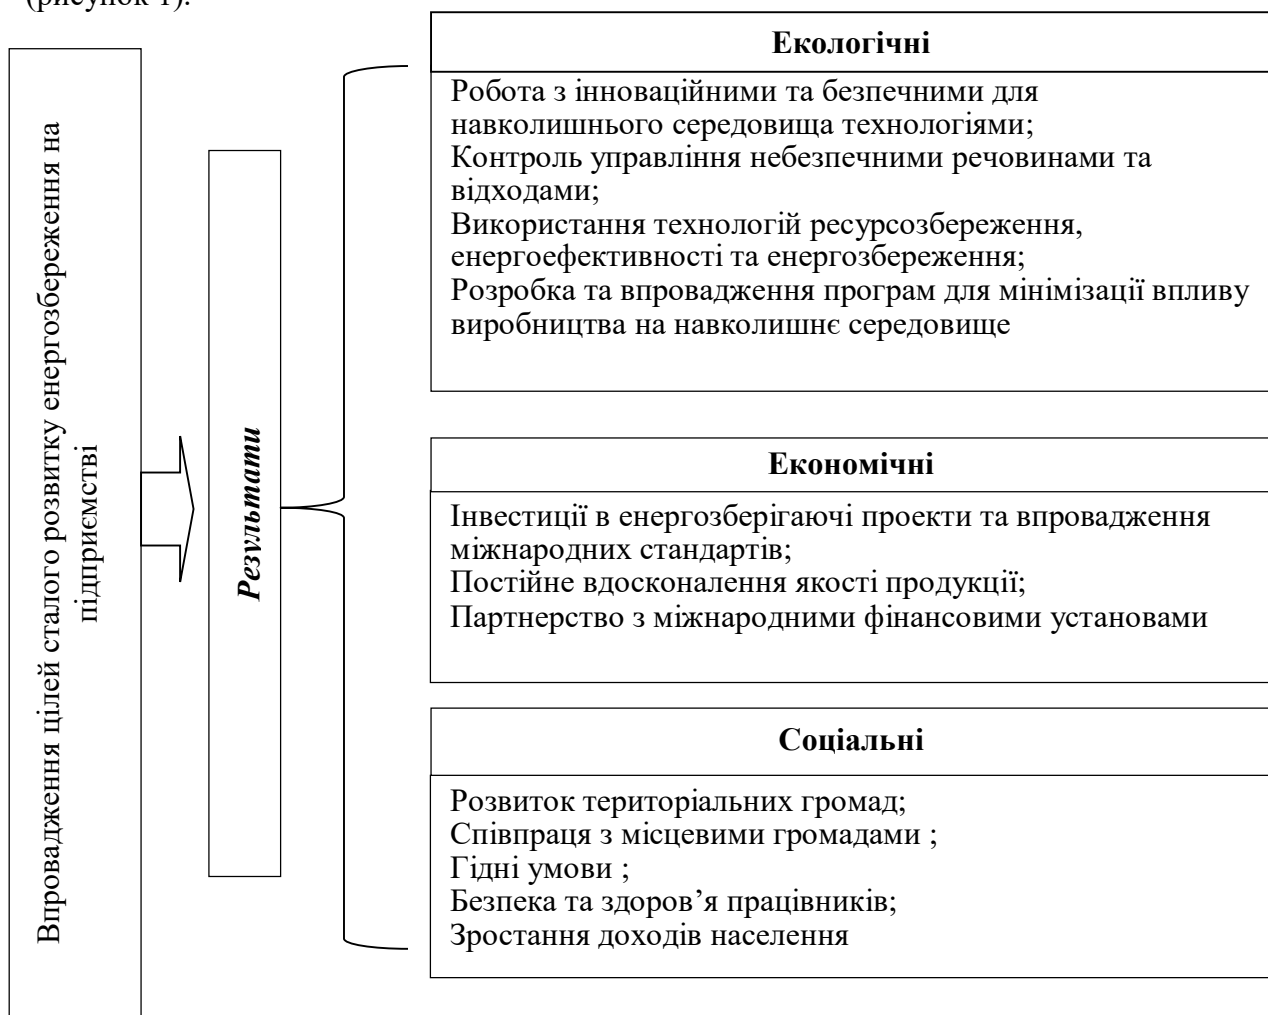 (рисунок 1).
Впровадження цілей сталого розвитку енергозбереження на
підприємстві
Результати
Екологічні
Робота з інноваційними та безпечними для
навколишнього середовища технологіями;
Контроль управління небезпечними речовинами та
відходами;
Використання технологій ресурсозбереження,
енергоефективності та енергозбереження;
Розробка та впровадження програм для мінімізації впливу
виробництва на навколишнє середовище
Економічні
Інвестиції в енергозберігаючі проекти та впровадження
міжнародних стандартів;
Постійне вдосконалення якості продукції;
Партнерство з міжнародними фінансовими установами
Соціальні
Розвиток територіальних громад;
Співпраця з місцевими громадами ;
Гідні умови ;
Безпека та здоров’я працівників;
Зростання доходів населення